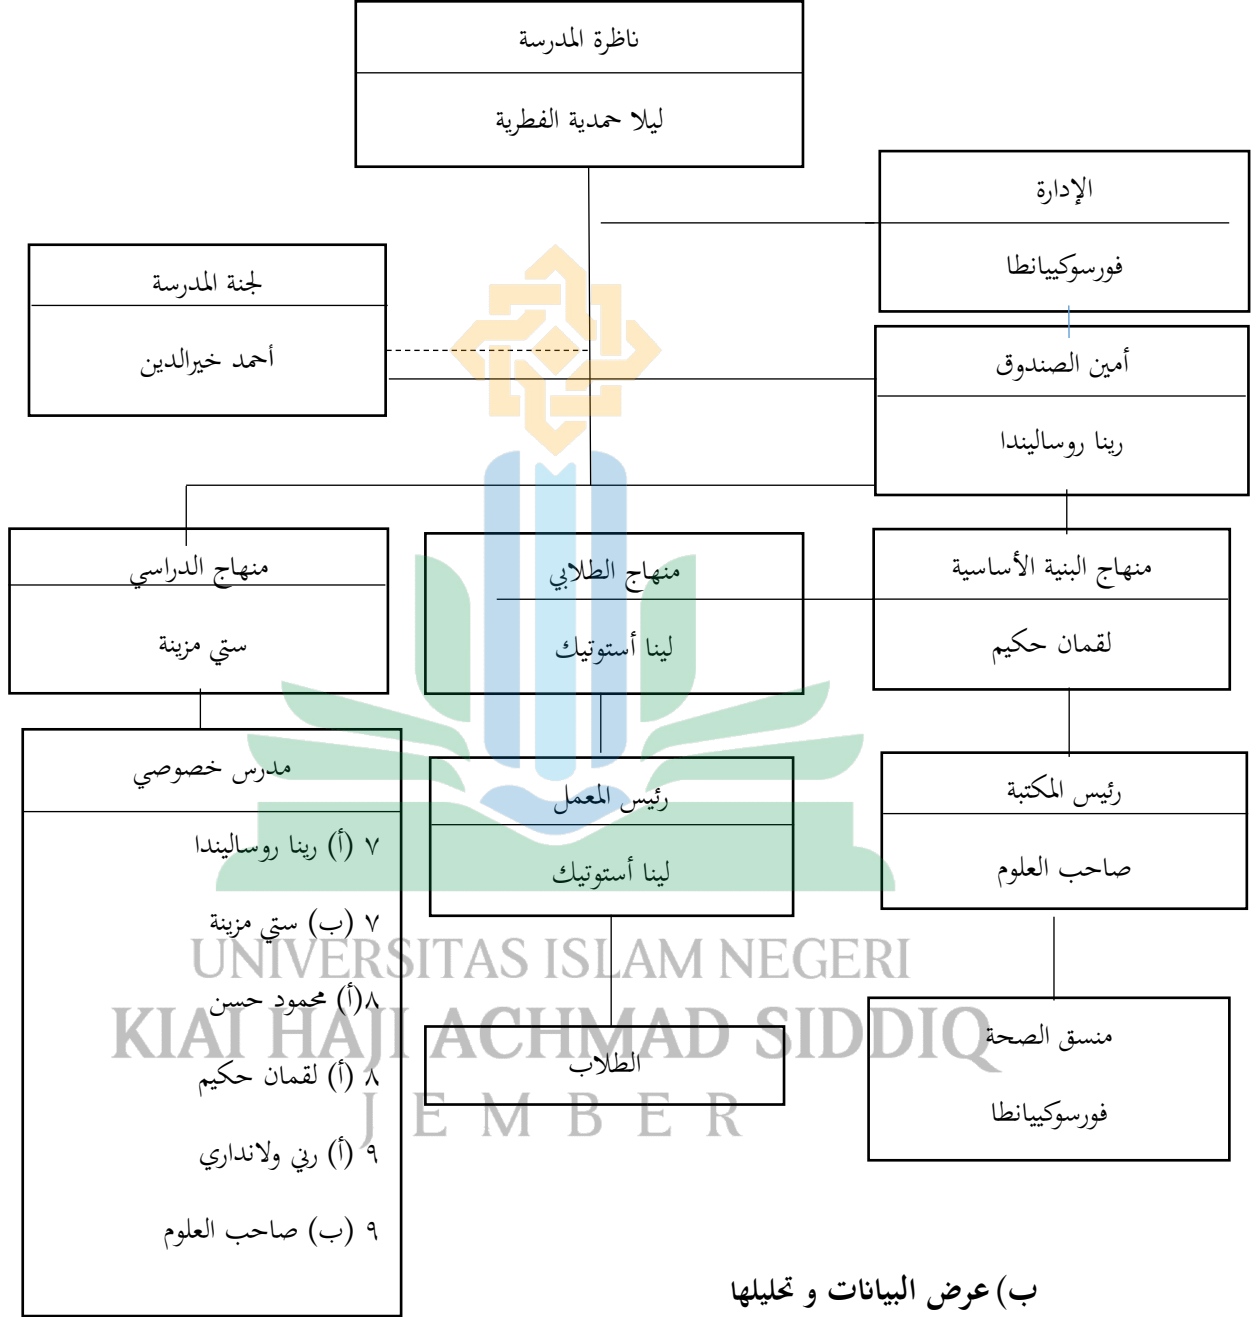 ناظرة المدرسة
ليلا حمدية الفطرية
الإدارة
فورسوكييانطا
لجنة المدرسة
أحمد خيرالدين
أمين الصندوق
رينا روساليندا
منهاج البنية الأساسية
لقمان حكيم
منهاج الطلابي
لينا أستوتيك
منهاج الدراسي
ستي مزينة
رئيس المكتبة
صاحب العلوم
رئيس المعمل
لينا أستوتيك
مدرس خصوصي
٧ (أ) رينا روساليندا
٧ (ب) ستي مزينة
٨(أ) محمود حسن
٨ (أ) لقمان حكيم
٩ (أ) رني ولانداري
٩ (ب) صاحب العلوم
منسق الصحة
فورسوكييانطا
الطلاب
UNIVERSITAS ISLAM NEGERI
KIAI HAJI ACHMAD SIDDIQ
JEMBER
ب) عرض البيانات و تحليلها